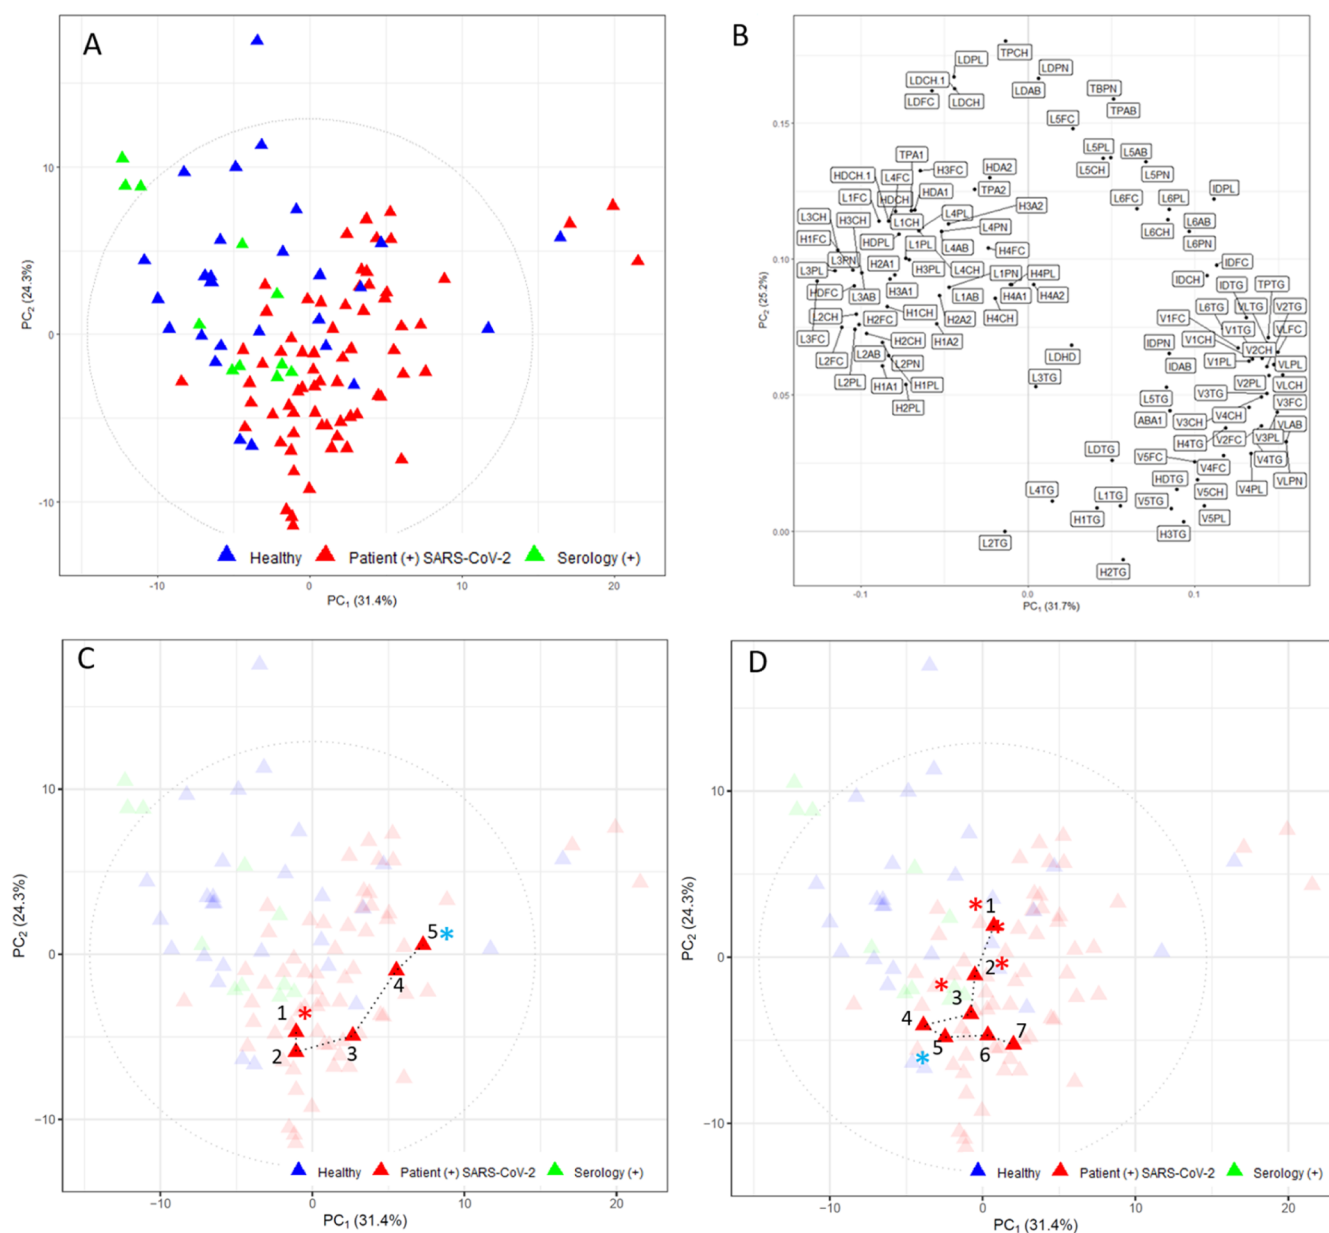 A
10
0
-10
-10
0
10
20
PC2 (24.3%)
PC1 (31.4%)
Healthy
Patient (+) SARS-CoV-2
Serology (+)
B
TPCH
LDPL
LDPN
LDCH.1
LDAB
TBPN
LDFC
LDCH
TPAB
0.15
L5FC
L5PL
L5AB
TPA1
L5CH
L5PN
HDCH.1
L4FC
H3FC
HDA2
L1FC
HDCH
HDA1
TPA2
L6FC
L6PL
IDPL
L3CH
H3CH
L1CH
L4PL
H3A2
L6CH
L6AB
H1FC
HDPL
L1PL
L4PN
L6PN
L3PN
L4AB
H4FC
IDFC
L3PL
H2A1
H3PL
L4CH
L1PN
H4PL
IDCH
IDTG
TPTG
0.10
HDFC
L3AB
H3A1
L1AB
H4A1
H4A2
L6TG
VLTG
V2TG
L2CH
H2FC
H1CH
H2A2
H4CH
V1FC
V1TG
VLFC
L3FC
H2CH
H1A2
V1CH
V2CH
L2FC
L2AB
L2PN
LDHD
IDPN
V1PL
VLPL
L2PL
H1A1
H1PL
L3TG
IDAB
V2PL
VLCH
H2PL
L5TG
V3TG
V3FC
0.05
ABA1
V3CH
V4CH
VLAB
H4TG
V2FC
V3PL
LDTG
V5FC
V4FC
V4TG
L4TG
L1TG
HDTG
V5CH
V4PL
VLPN
H1TG
V5TG
V5PL
H3TG
0.00
L2TG
H2TG
-0.1
0.0
0.1
PC2 (25.2%)
PC1 (31.7%)
C
10
0
-10
-10
0
10
20
PC2 (24.3%)
PC1 (31.4%)
1
2
3
4
5
*
*
Healthy
Patient (+) SARS-CoV-2
Serology (+)
D
10
0
-10
-10
0
10
20
PC2 (24.3%)
PC1 (31.4%)
*
1
*
2
*
*
3
4
5
6
7
*
Healthy
Patient (+) SARS-CoV-2
Serology (+)